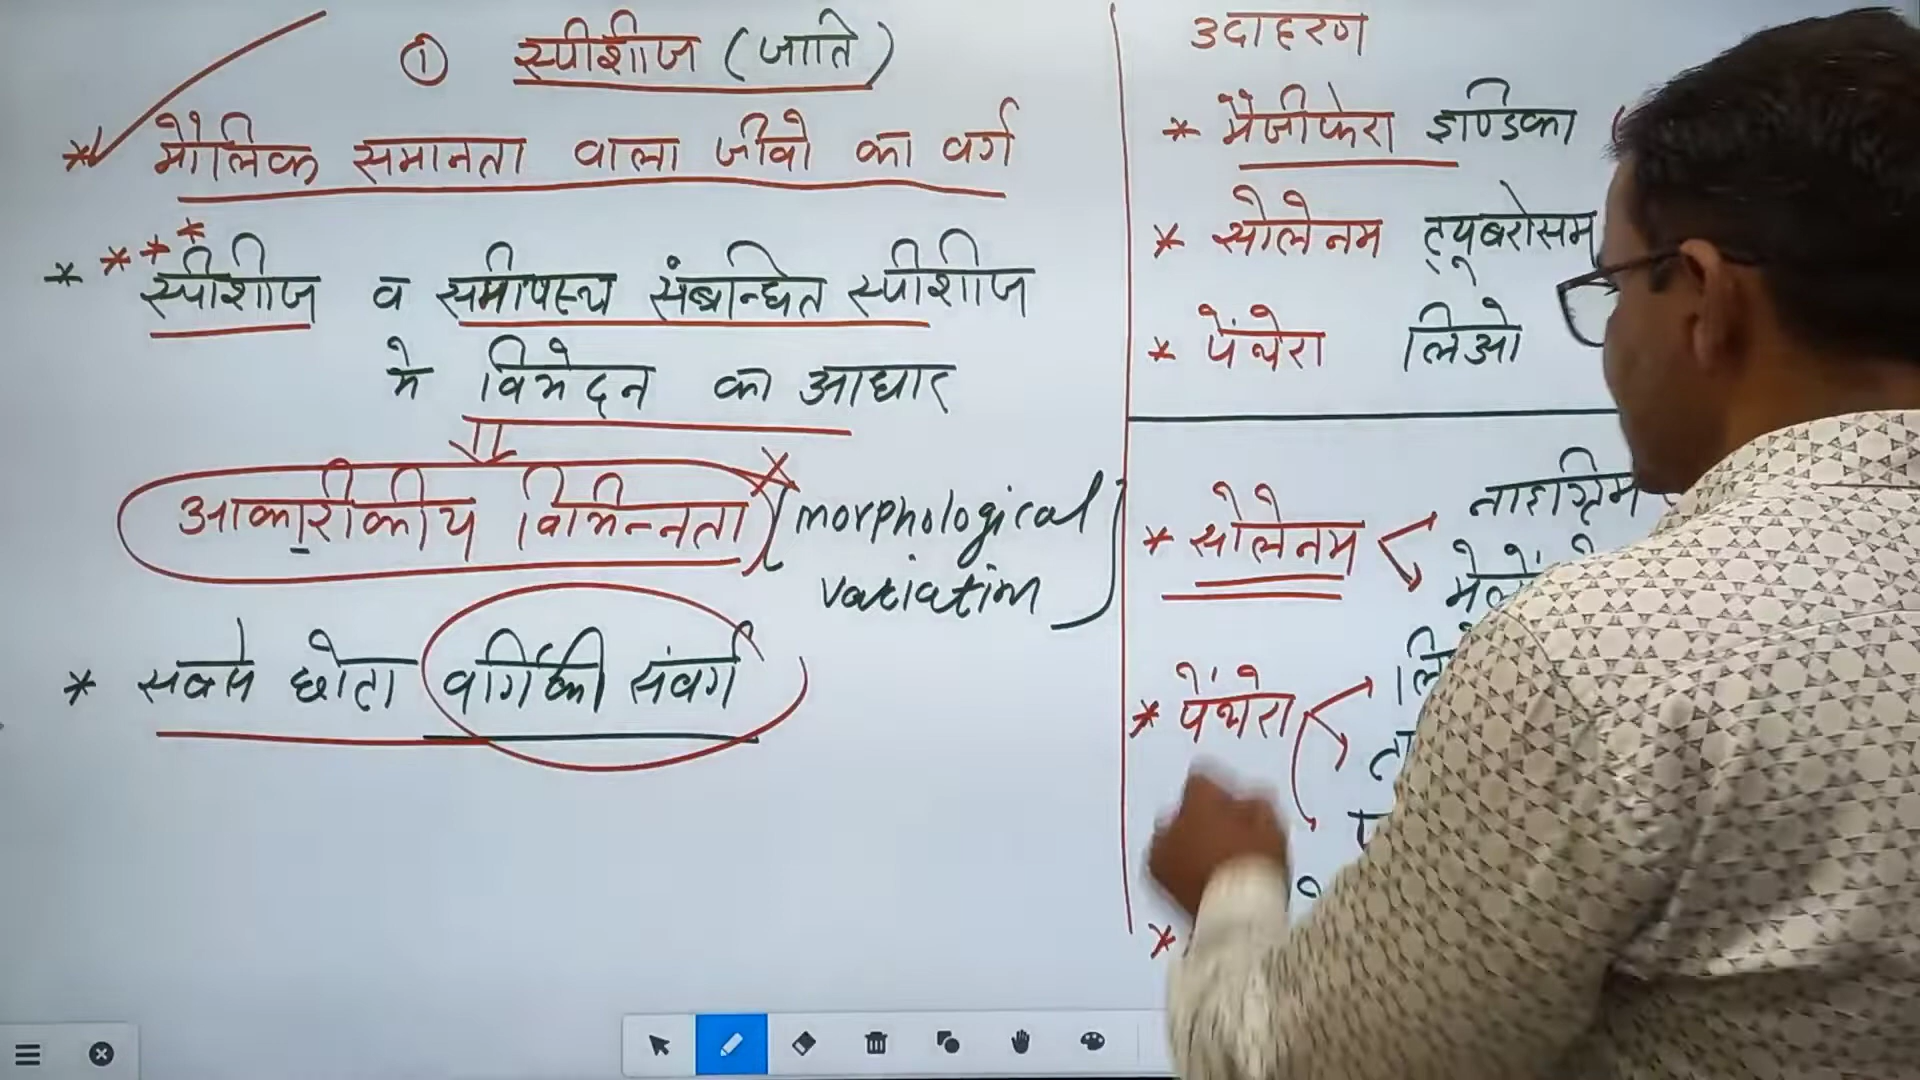 ① स्पीशीज (जाति)
* मौलिक समानता वाला जीवो का वर्ग
* स्पीशीज व समीपस्थ संबन्धित स्पीशीज
मे विभेदन का आधार
आकारीकीय विभिन्नता (morphological
variation)
* सबसे छोटा वर्गिकी संवर्ग
उदाहरण
* मैंजीफेरा इण्डिका
* सोलेनम ट्यूबरोसम
* पेंथेरा लिओ
* सोलेनम
* पेंथेरा
*